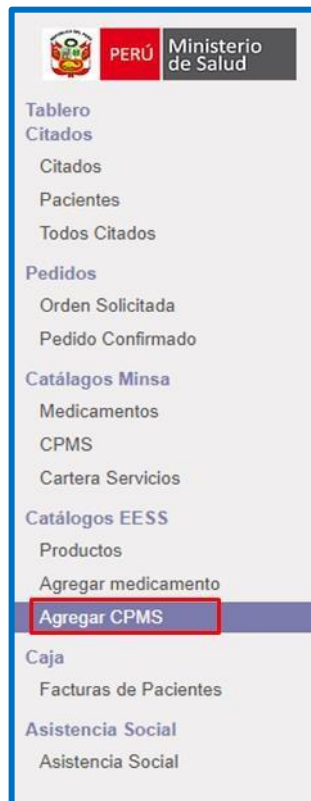 PERÚ
Ministerio
de Salud
Tablero
Citados
Citados
Pacientes
Todos Citados
Pedidos
Orden Solicitada
Pedido Confirmado
Catálagos Minsa
Medicamentos
CPMS
Cartera Servicios
Catálogos EESS
Productos
Agregar medicamento
Agregar CPMS
Caja
Facturas de Pacientes
Asistencia Social
Asistencia Social